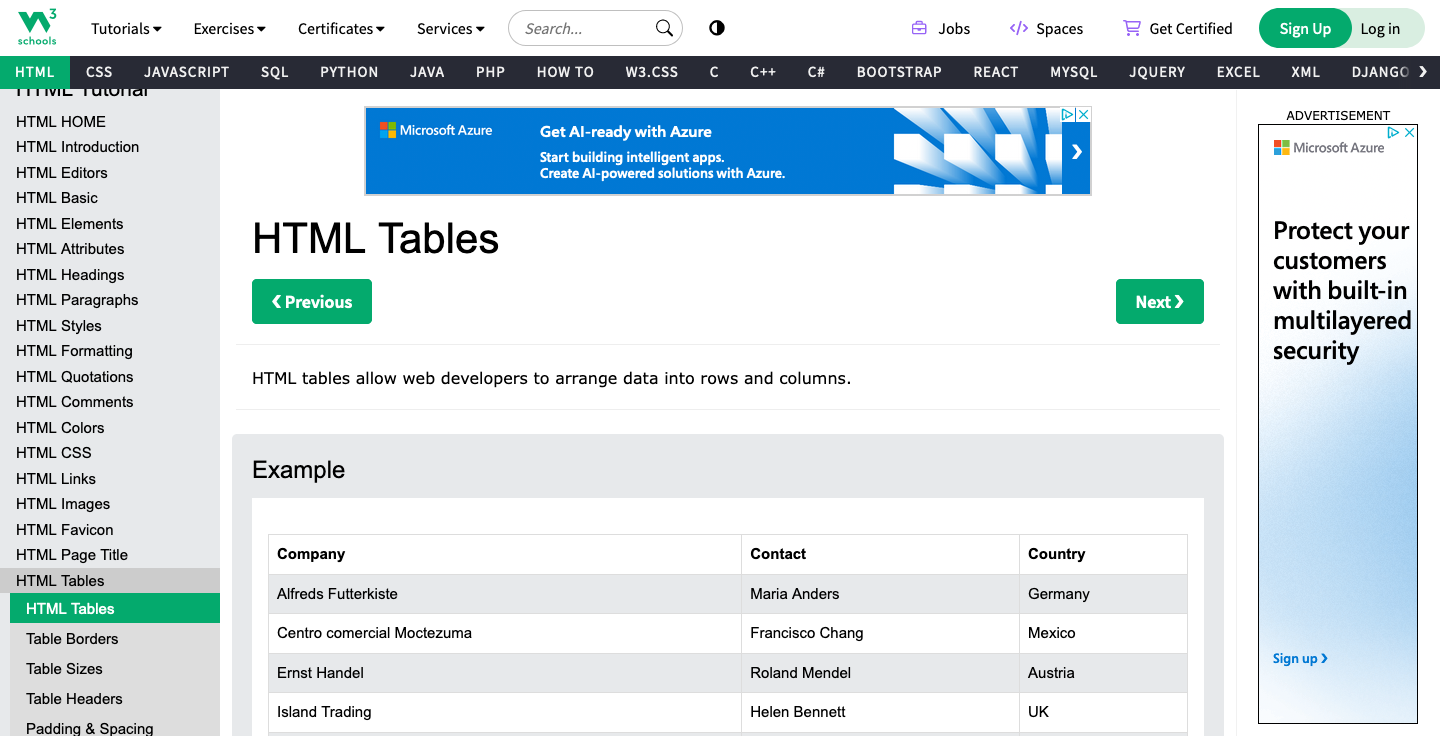 W3
schools
Tutorials
Exercises
Certificates
Services
Search...
Jobs
Spaces
Get Certified
Sign Up
Log in
HTML
CSS
JAVASCRIPT
SQL
PYTHON
JAVA
PHP
HOW TO
W3.CSS
C
C++
C#
BOOTSTRAP
REACT
MYSQL
JQUERY
EXCEL
XML
DJANGO
❯
HTML Tutorial
HTML HOME
HTML Introduction
HTML Editors
HTML Basic
HTML Elements
HTML Attributes
HTML Headings
HTML Paragraphs
HTML Styles
HTML Formatting
HTML Quotations
HTML Comments
HTML Colors
HTML CSS
HTML Links
HTML Images
HTML Favicon
HTML Page Title
HTML Tables
HTML Tables
Table Borders
Table Sizes
Table Headers
Padding & Spacing
Microsoft Azure
Get AI-ready with Azure
Start building intelligent apps.
Create AI-powered solutions with Azure.
❯
HTML Tables
❮ Previous
Next ❯
HTML tables allow web developers to arrange data into rows and columns.
Example
Company Contact Country
Alfreds Futterkiste Maria Anders Germany
Centro comercial Moctezuma Francisco Chang Mexico
Ernst Handel Roland Mendel Austria
Island Trading Helen Bennett UK
ADVERTISEMENT
Microsoft Azure
Protect your
customers
with built-in
multilayered
security
Sign up ❯